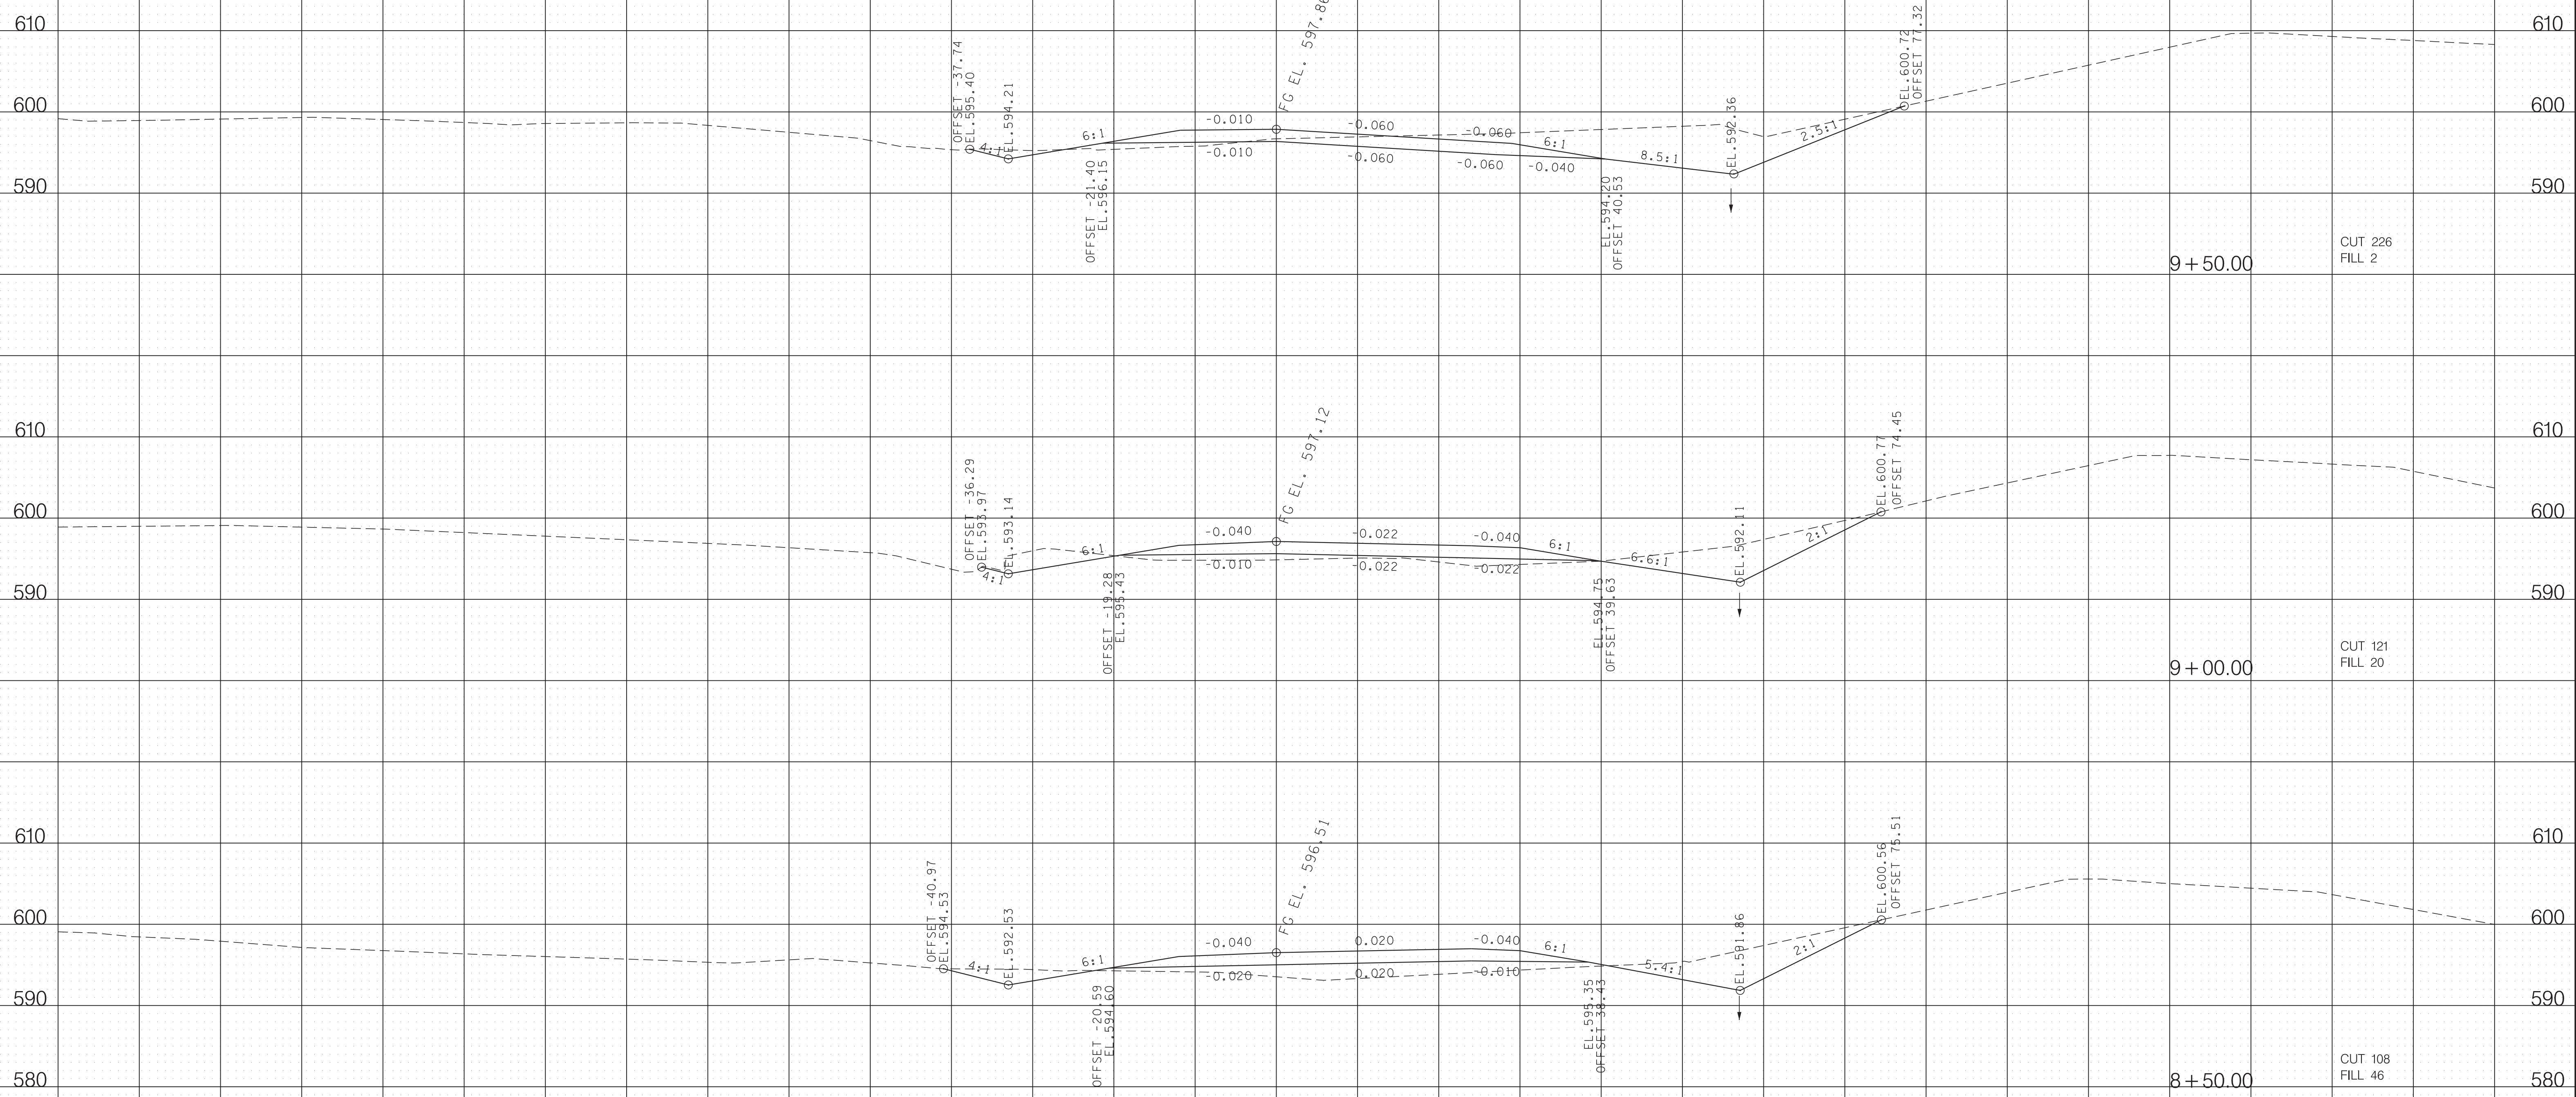 610
OFFSET -37.74
EL.595.40
EL.594.21
FG EL. 597.86
EL.600.72
OFFSET 77.32
610
600
4:1
6:1
-0.010
-0.060
-0.060
6:1
8.5:1
EL.592.36
2.5:1
600
-0.010
-0.060
-0.060
-0.040
590
OFFSET -21.40
EL.596.15
EL.594.20
OFFSET 40.53
590
9+50.00
CUT 226
FILL 2
610
OFFSET -36.29
EL.593.97
EL.593.14
FG EL. 597.12
EL.600.77
OFFSET 74.45
610
600
4:1
6:1
-0.040
-0.022
-0.040
6:1
6.6:1
EL.592.11
2:1
600
-0.010
-0.022
-0.022
590
OFFSET -19.28
EL.595.43
EL.594.75
OFFSET 39.63
590
9+00.00
CUT 121
FILL 20
610
OFFSET -40.97
EL.594.53
EL.592.53
FG EL. 596.51
EL.600.56
OFFSET 75.51
610
600
4:1
6:1
-0.040
0.020
-0.040
6:1
5.4:1
EL.591.86
2:1
600
-0.020
0.020
-0.010
590
OFFSET -20.59
EL.594.60
EL.595.35
OFFSET 38.43
590
580
8+50.00
CUT 108
FILL 46
580